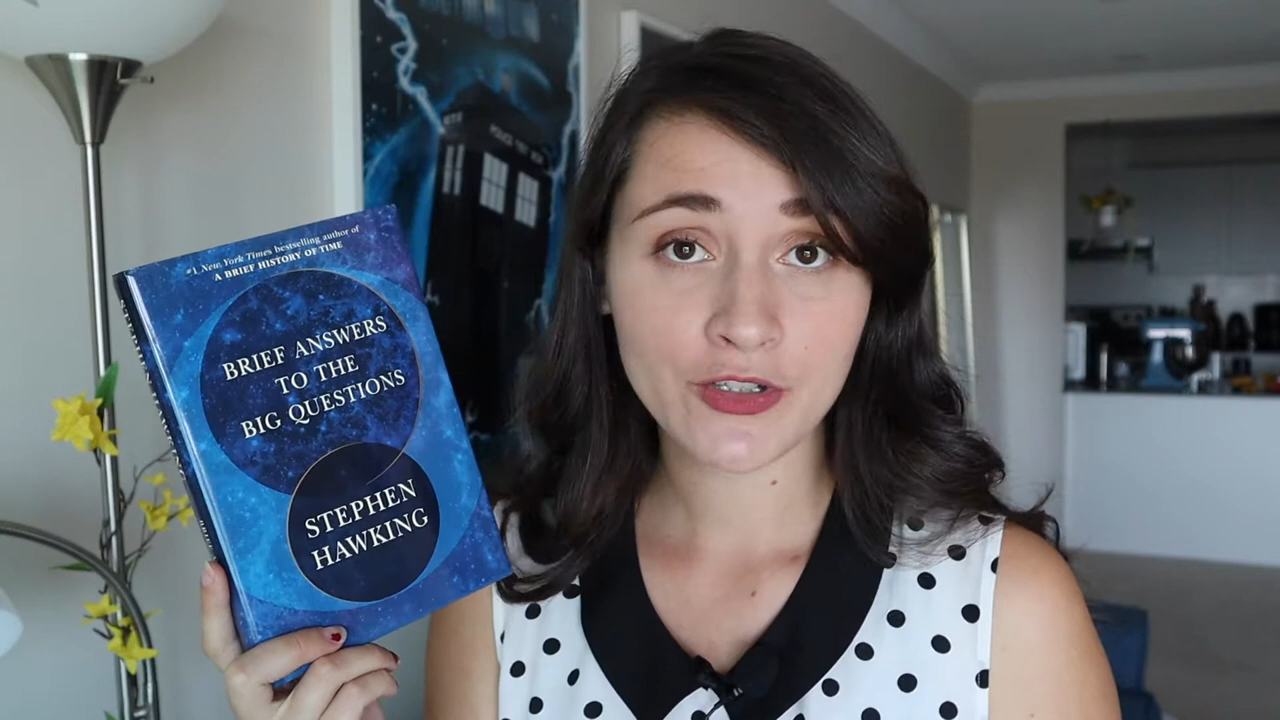 #1 New York Times bestselling author of
A BRIEF HISTORY OF TIME
BRIEF ANSWERS
TO THE
BIG QUESTIONS
STEPHEN
HAWKING
POLICE BOX